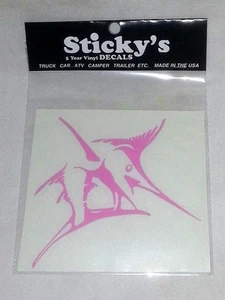 Sticky's
5 Year Vinyl DECALS
TRUCK CAR ATV CAMPER TRAILER ETC. MADE IN THE USA